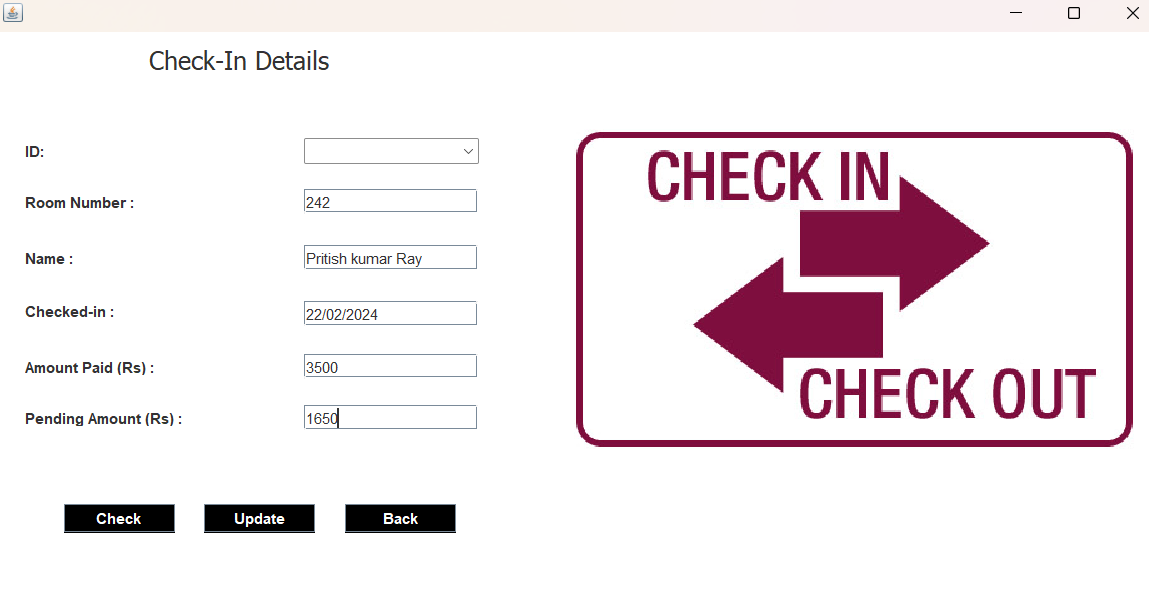 Check-In Details
ID:
Room Number : 242
Name : Pritish kumar Ray
Checked-in : 22/02/2024
Amount Paid (Rs) : 3500
Pending Amount (Rs) : 1650
Check Update Back
CHECK IN
CHECK OUT